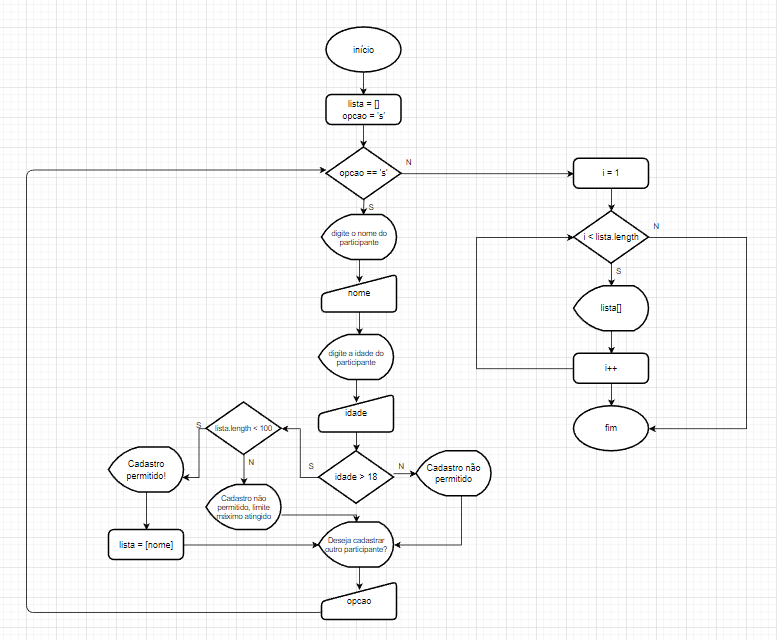 início
lista = []
opcao = 's'
opcao == 's'
N
S
digite o nome do
participante
nome
digite a idade do
participante
idade
idade > 18
S
N
lista.length < 100
S
N
Cadastro
permitido!
lista = [nome]
Cadastro não
permitido, limite
máximo atingido
Cadastro não
permitido
Deseja cadastrar
outro participante?
opcao
i = 1
i < lista.length
N
S
lista[]
i++
fim